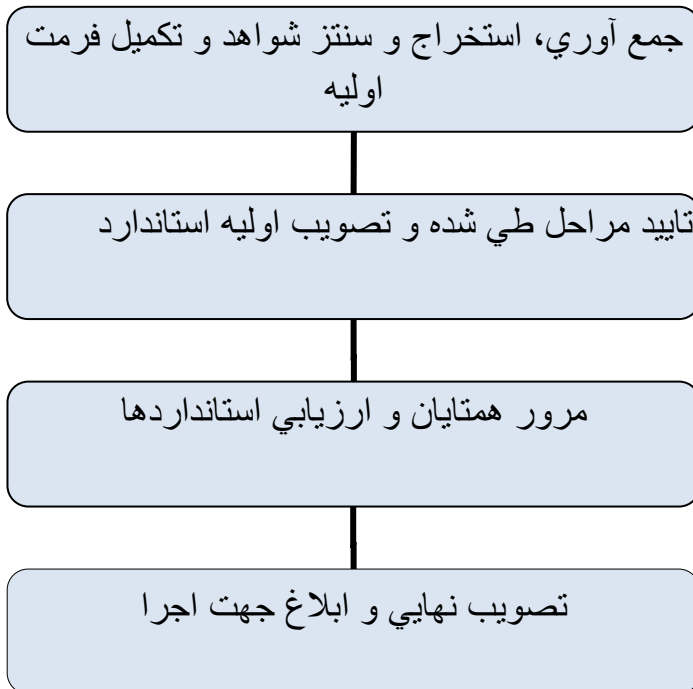 جمع آوري، استخراج و سنتز شواهد و تكميل فرمت
اوليه
تاييد مراحل طي شده و تصويب اوليه استاندارد
مرور همتايان و ارزيابي استانداردها
تصويب نهايي و ابلاغ جهت اجرا